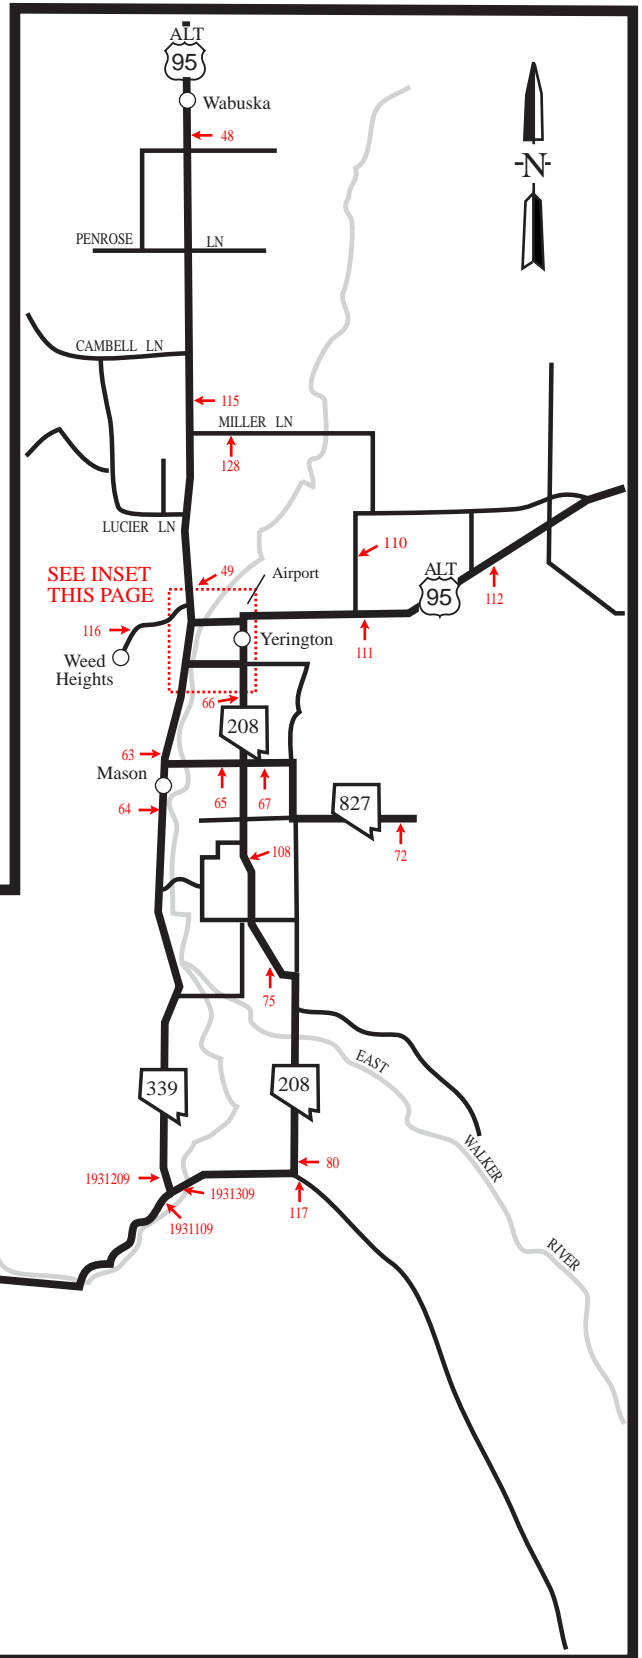 ALT
95
Wabuska
48
N
PENROSE LN
CAMBELL LN
115
MILLER LN
128
LUCIER LN
110
SEE INSET
THIS PAGE
49
Airport
ALT
95
112
116
Weed
Heights
Yerington
111
66
208
63
Mason
65
67
64
827
72
108
75
EAST
339
208
WALKER
80
1931209
1931309
117
1931109
RIVER